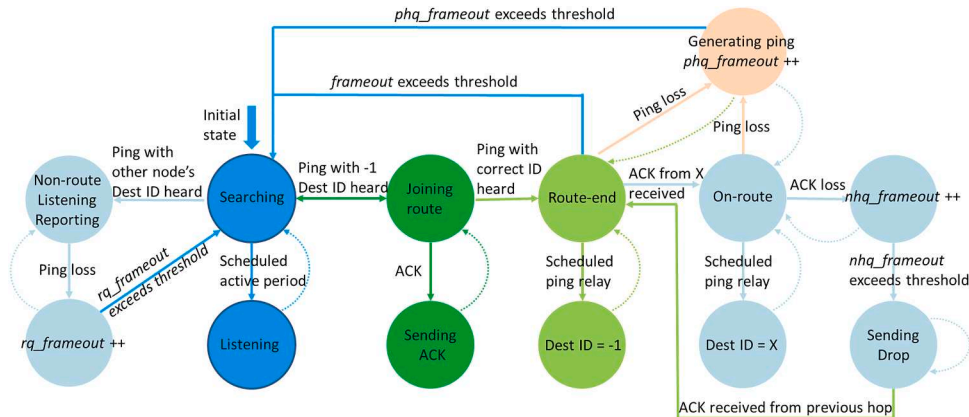 phq_frameout exceeds threshold
Generating ping
phq_frameout ++
frameout exceeds threshold
Initial
state
Ping loss
Ping loss
Ping with
other node's
Dest ID heard
Ping with -1
Dest ID heard
Ping with
correct ID
heard
ACK from X
received
ACK loss
Non-route
Listening
Reporting
Searching
Joining
route
Route-end
On-route
nhq_frameout ++
Ping loss
rq_frameout
exceeds threshold
Scheduled
active period
ACK
Scheduled
ping relay
Scheduled
ping relay
nhq_frameout
exceeds threshold
rq_frameout ++
Listening
Sending
ACK
Dest ID = -1
Dest ID = X
Sending
Drop
ACK received from previous hop